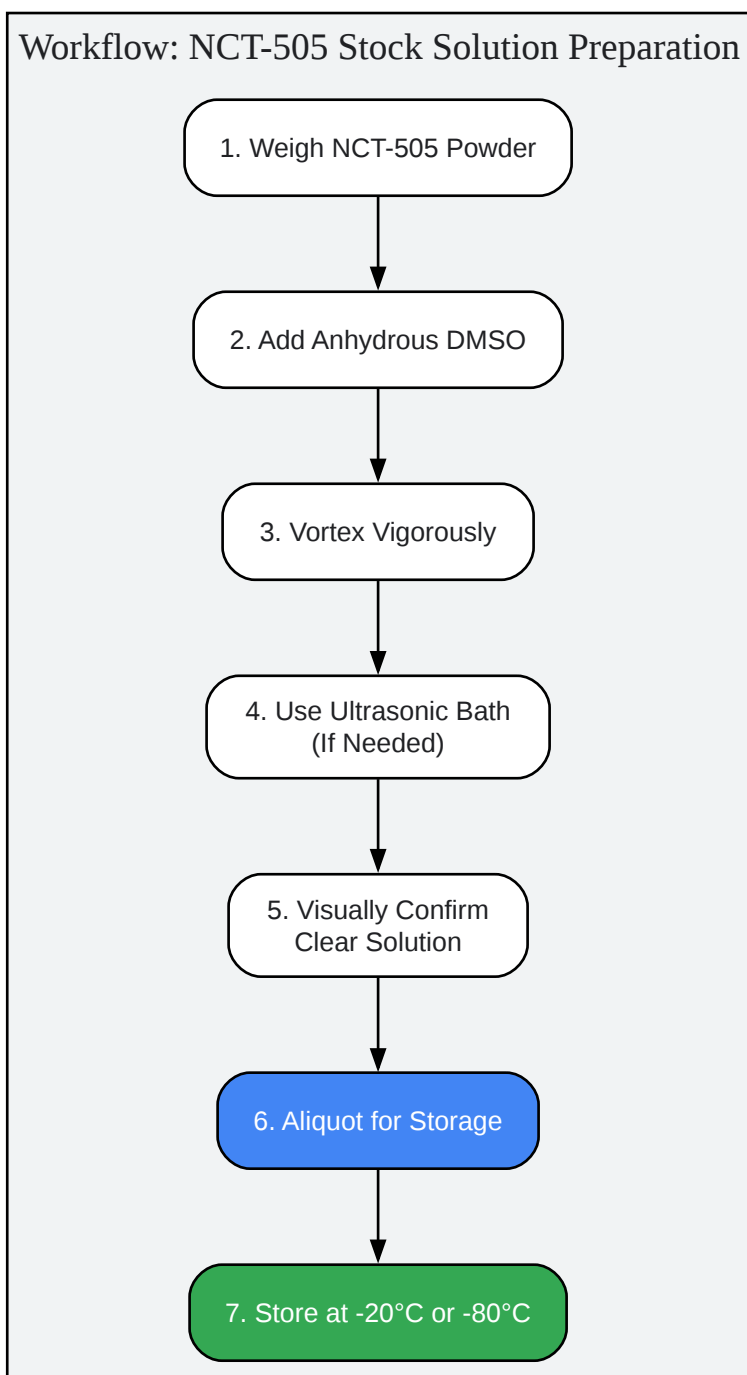 Workflow: NCT-505 Stock Solution Preparation
1. Weigh NCT-505 Powder
2. Add Anhydrous DMSO
3. Vortex Vigorously
4. Use Ultrasonic Bath
(If Needed)
5. Visually Confirm
Clear Solution
6. Aliquot for Storage
7. Store at -20°C or -80°C